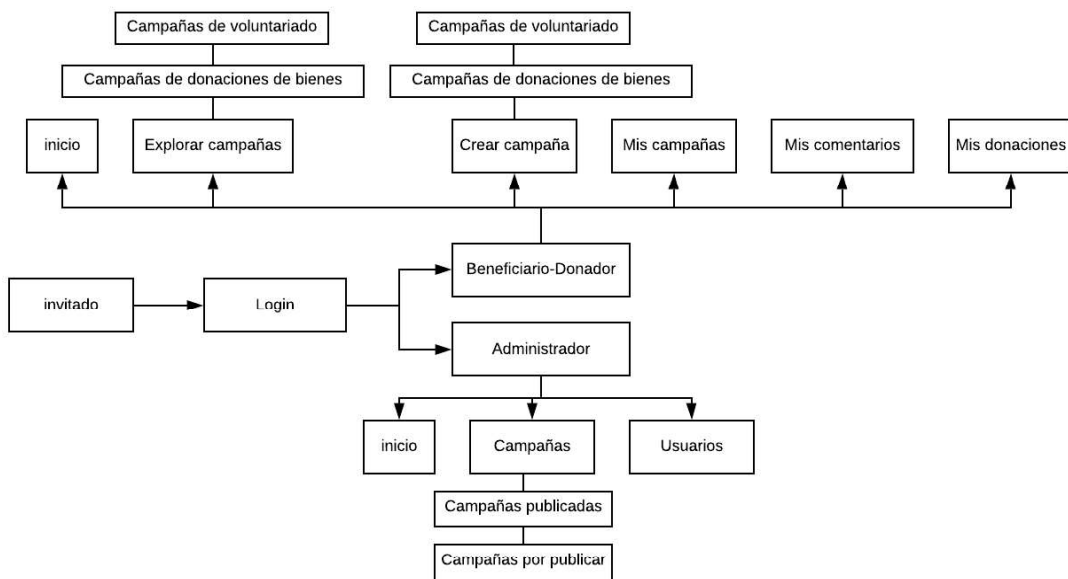 Campañas de voluntariado
Campañas de voluntariado
Campañas de donaciones de bienes
Campañas de donaciones de bienes
inicio
Explorar campañas
Crear campaña
Mis campañas
Mis comentarios
Mis donaciones
Beneficiario-Donador
invitado
Login
Administrador
inicio
Campañas
Usuarios
Campañas publicadas
Campañas por publicar